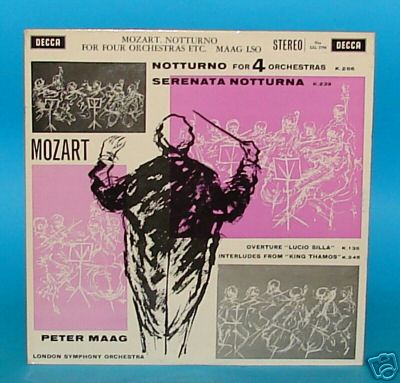 DECCA
MOZART. NOTTURNO
FOR FOUR ORCHESTRAS ETC. MAAG LSO
STEREO
DECCA
NOTTURNO FOR 4 ORCHESTRAS K.286
SERENATA NOTTURNA K.239
MOZART
OVERTURE "LUCIO SILLA" K.135
INTERLUDES FROM "KING THAMOS" K.345
PETER MAAG
LONDON SYMPHONY ORCHESTRA